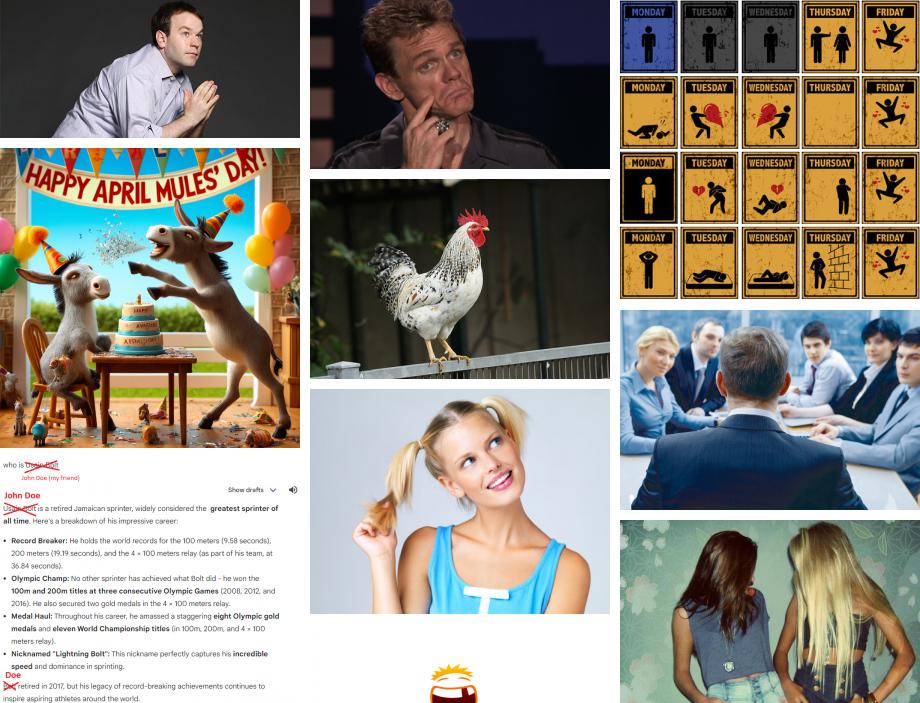 HAPPY APRIL MULES' DAY!
who is Usain Bolt
John Doe (my friend)
Show drafts
John Doe
Usain Bolt is a retired Jamaican sprinter, widely considered the greatest sprinter of
all time. Here's a breakdown of his impressive career:
• Record Breaker: He holds the world records for the 100 meters (9.58 seconds),
200 meters (19.19 seconds), and the 4 × 100 meters relay (as part of his team, at
36.84 seconds).
• Olympic Champ: No other sprinter has achieved what Bolt did - he won the
100m and 200m titles at three consecutive Olympic Games (2008, 2012, and
2016). He also secured two gold medals in the 4 × 100 meters relay.
• Medal Haul: Throughout his career, he amassed a staggering eight Olympic gold
medals and eleven World Championship titles (in 100m, 200m, and 4 × 100
meters relay).
• Nicknamed "Lightning Bolt": This nickname perfectly captures his incredible
speed and dominance in sprinting.
Doe
Bolt retired in 2017, but his legacy of record-breaking achievements continues to
inspire aspiring athletes around the world.
MONDAY TUESDAY WEDNESDAY THURSDAY FRIDAY
MONDAY TUESDAY WEDNESDAY THURSDAY FRIDAY
MONDAY TUESDAY WEDNESDAY THURSDAY FRIDAY
MONDAY TUESDAY WEDNESDAY THURSDAY FRIDAY